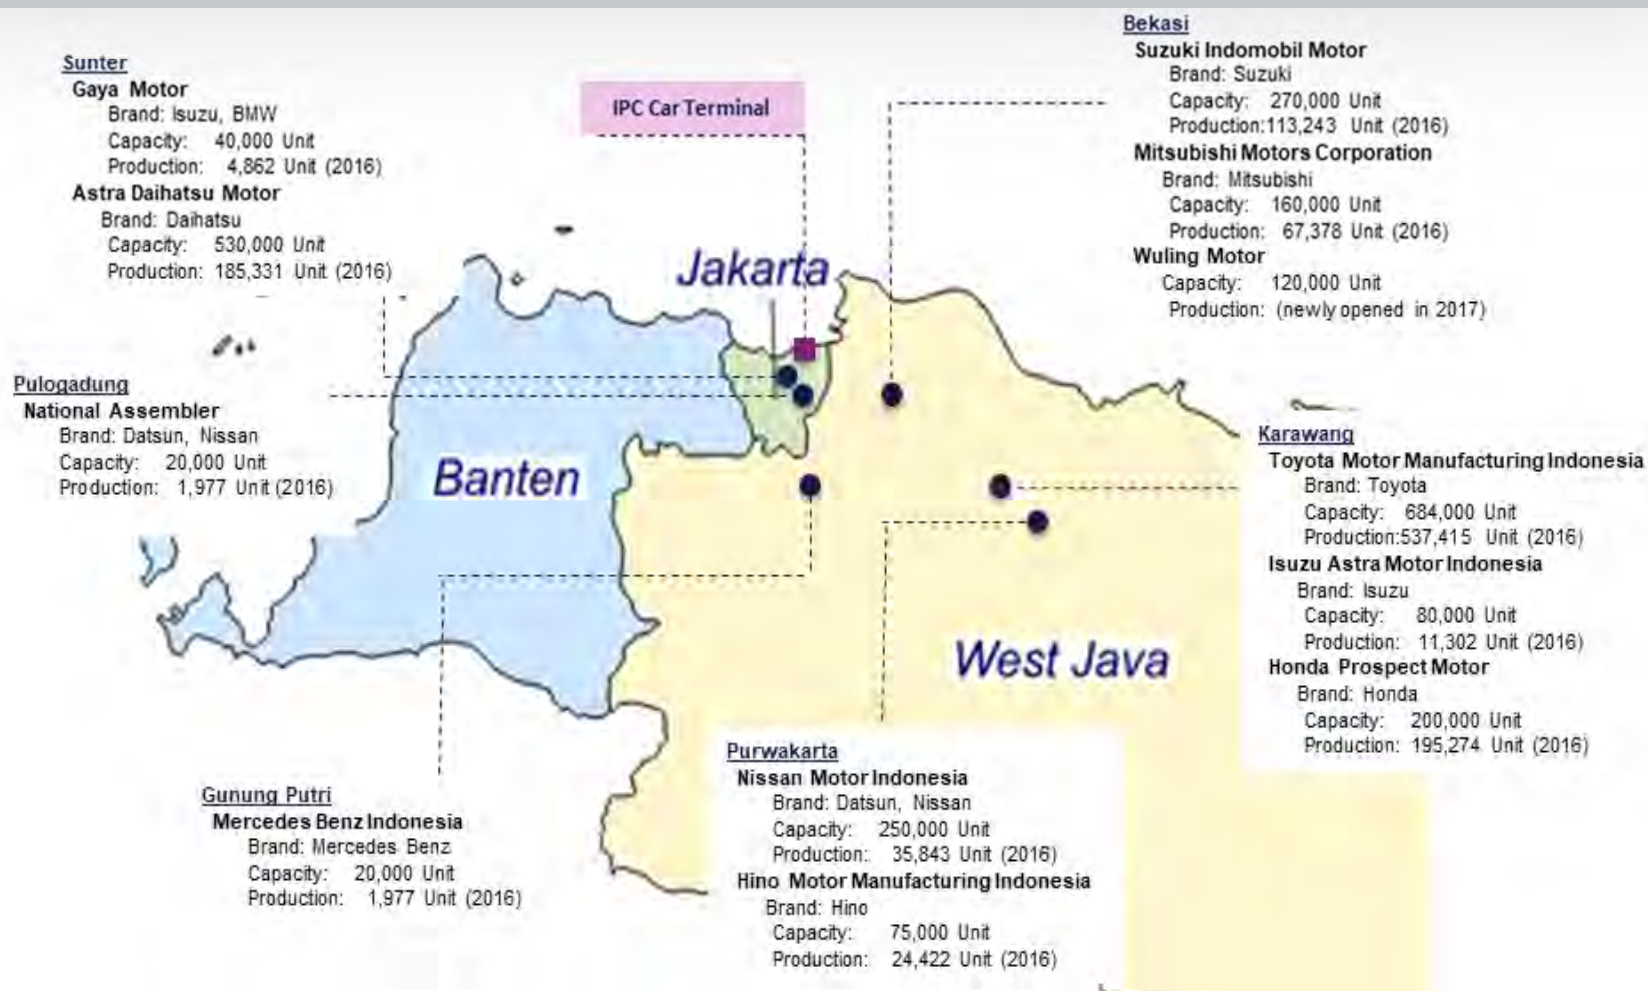 Sunter
Gaya Motor
Brand: Isuzu, BMW
Capacity: 40,000 Unit
Production: 4,862 Unit (2016)
Astra Daihatsu Motor
Brand: Daihatsu
Capacity: 530,000 Unit
Production: 185,331 Unit (2016)
IPC Car Terminal
Bekasi
Suzuki Indomobil Motor
Brand: Suzuki
Capacity: 270,000 Unit
Production:113,243 Unit (2016)
Mitsubishi Motors Corporation
Brand: Mitsubishi
Capacity: 160,000 Unit
Production: 67,378 Unit (2016)
Wuling Motor
Capacity: 120,000 Unit
Production: (newly opened in 2017)
Jakarta
Pulogadung
National Assembler
Brand: Datsun, Nissan
Capacity: 20,000 Unit
Production: 1,977 Unit (2016)
Banten
Karawang
Toyota Motor Manufacturing Indonesia
Brand: Toyota
Capacity: 684,000 Unit
Production:537,415 Unit (2016)
Isuzu Astra Motor Indonesia
Brand: Isuzu
Capacity: 80,000 Unit
Production: 11,302 Unit (2016)
Honda Prospect Motor
Brand: Honda
Capacity: 200,000 Unit
Production: 195,274 Unit (2016)
West Java
Gunung Putri
Mercedes Benz Indonesia
Brand: Mercedes Benz
Capacity: 20,000 Unit
Production: 1,977 Unit (2016)
Purwakarta
Nissan Motor Indonesia
Brand: Datsun, Nissan
Capacity: 250,000 Unit
Production: 35,843 Unit (2016)
Hino Motor Manufacturing Indonesia
Brand: Hino
Capacity: 75,000 Unit
Production: 24,422 Unit (2016)